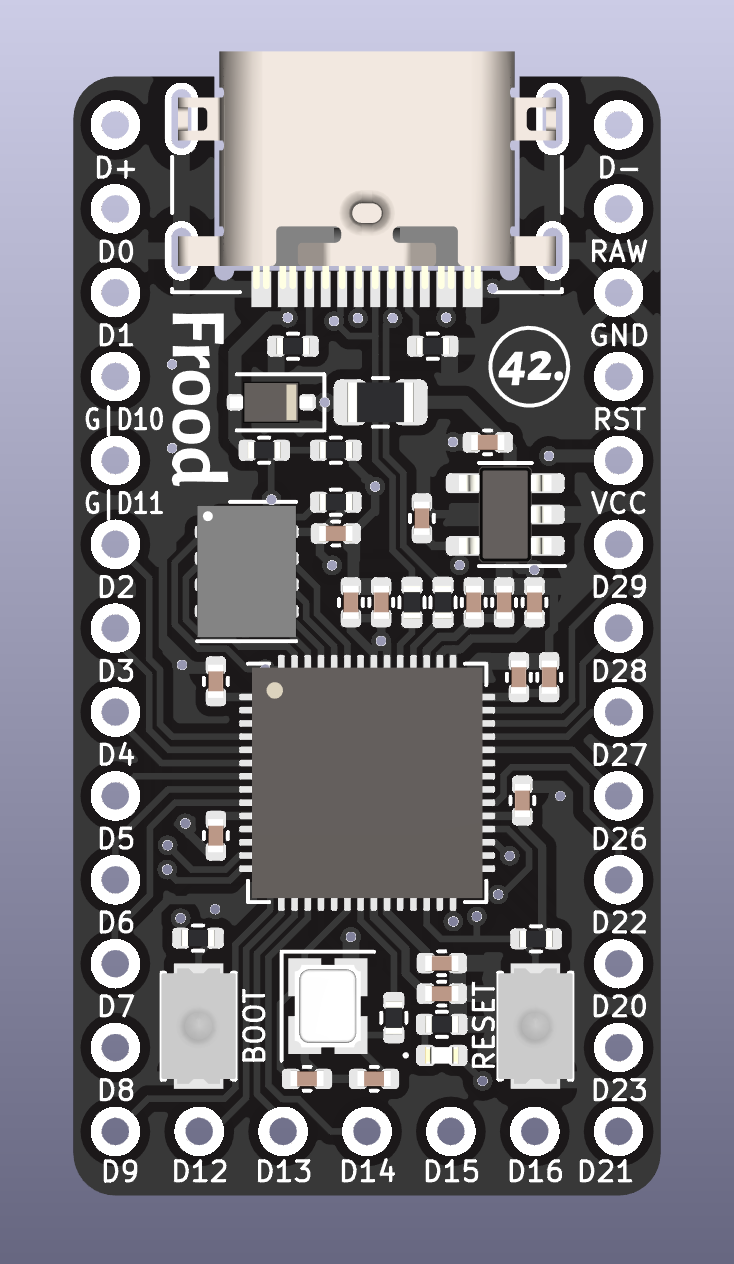 D+
D-
D0
RAW
D1
GND
Frood
42.
G|D10
RST
G|D11
VCC
D2
D29
D3
D28
D4
D27
D5
D26
D6
D22
D7
D20
BOOT
RESET
D8
D23
D9
D12
D13
D14
D15
D16
D21